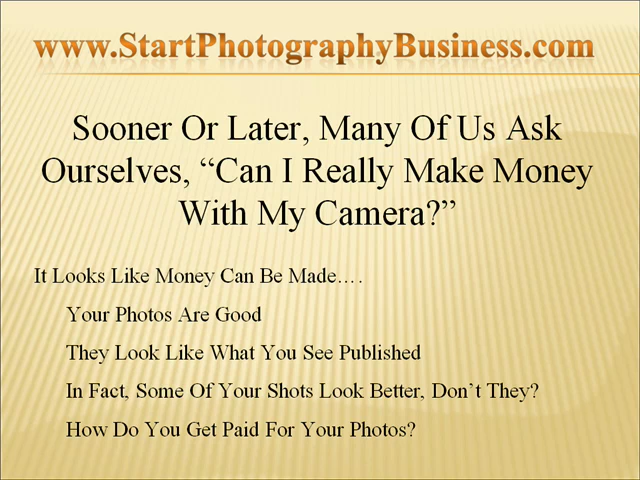 www.StartPhotographyBusiness.com
Sooner Or Later, Many Of Us Ask
Ourselves, “Can I Really Make Money
With My Camera?”
It Looks Like Money Can Be Made….
Your Photos Are Good
They Look Like What You See Published
In Fact, Some Of Your Shots Look Better, Don’t They?
How Do You Get Paid For Your Photos?